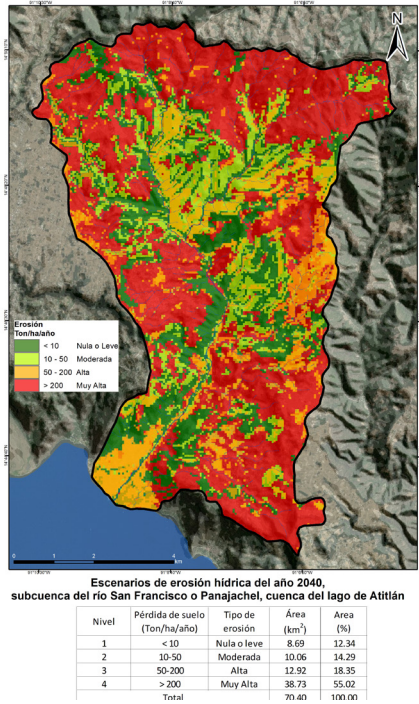 N
Erosión
Ton/ha/año
< 10 Nula o Leve
10 - 50 Moderada
50 - 200 Alta
> 200 Muy Alta
0 1 2 4
km
Escenarios de erosión hídrica del año 2040,
subcuenca del río San Francisco o Panajachel, cuenca del lago de Atitlán
Nivel Pérdida de suelo (Ton/ha/año) Tipo de erosión Área (km²) Area (%)
1 < 10 Nula o leve 8.69 12.34
2 10-50 Moderada 10.06 14.29
3 50-200 Alta 12.92 18.35
4 > 200 Muy Alta 38.73 55.02
Total 70.40 100.00